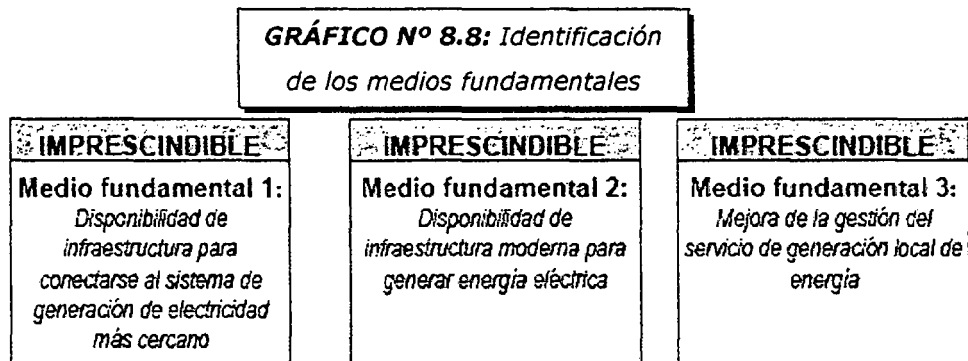 GRÁFICO Nº 8.8: Identificación
de los medios fundamentales
IMPRESCINDIBLE
Medio fundamental 1:
Disponibilidad de
infraestructura para
conectarse al sistema de
generación de electricidad
más cercano
IMPRESCINDIBLE
Medio fundamental 2:
Disponibilidad de
infraestructura moderna para
generar energía eléctrica
IMPRESCINDIBLE
Medio fundamental 3:
Mejora de la gestión del
servicio de generación local de
energía